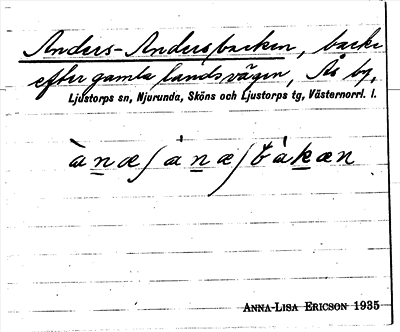 Anders-Andersbacken, backe
efter gamla landsvägen, Ås by,
Ljustorps sn, Njurunda, Sköns och Ljustorps tg, Västernorrl. l.
ànæʃànæʃbàkæn
ANNA-LISA ERICSON 1935